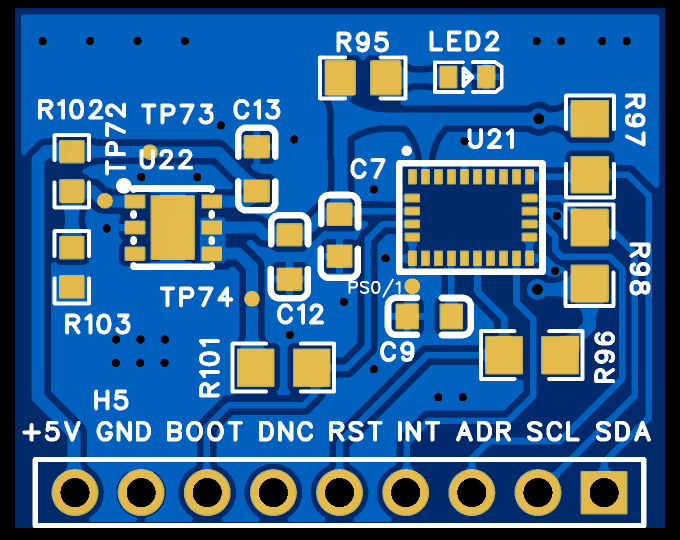 R95 LED2
R102 TP72 TP73 C13 R97
U22 U21
C7
R98
TP74 PS0/1
R103 C12
R101 C9 R96
H5
+5V GND BOOT DNC RST INT ADR SCL SDA